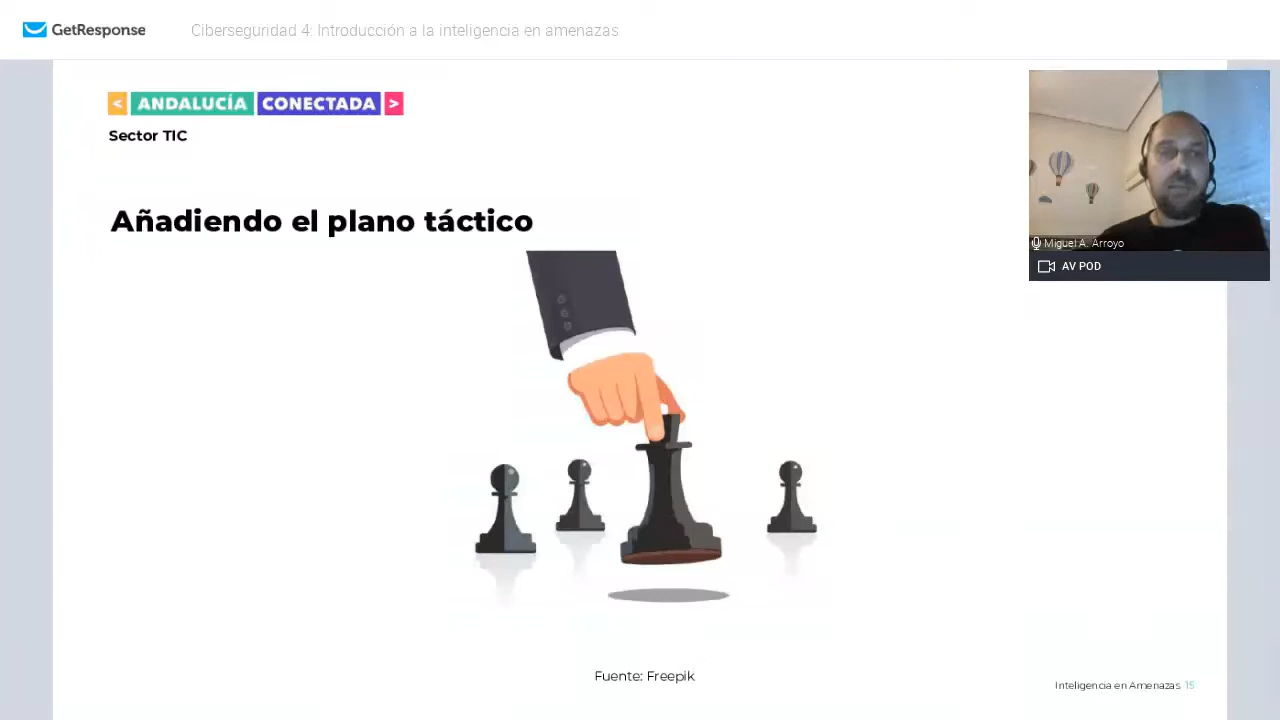 GetResponse
Ciberseguridad 4: Introducción a la inteligencia en amenazas
< ANDALUCÍA CONECTADA >
Sector TIC
Añadiendo el plano táctico
Miguel A. Arroyo
AV POD
Fuente: Freepik
Inteligencia en Amenazas 15